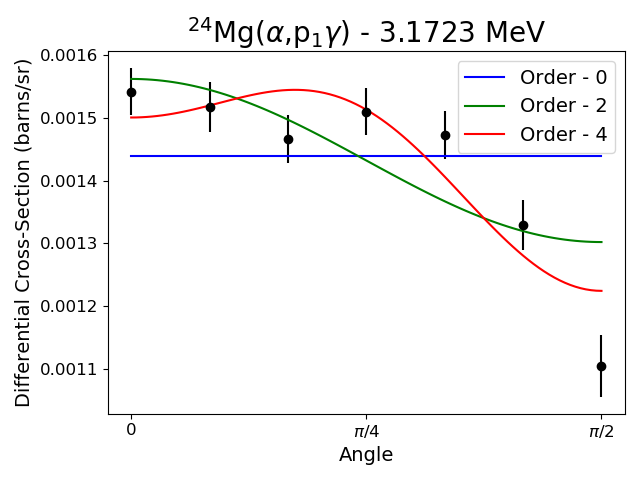 ²⁴Mg(α,p₁γ) - 3.1723 MeV
Differential Cross-Section (barns/sr)
0.0016
0.0015
0.0014
0.0013
0.0012
0.0011
Order - 0
Order - 2
Order - 4
0
π/4
π/2
Angle